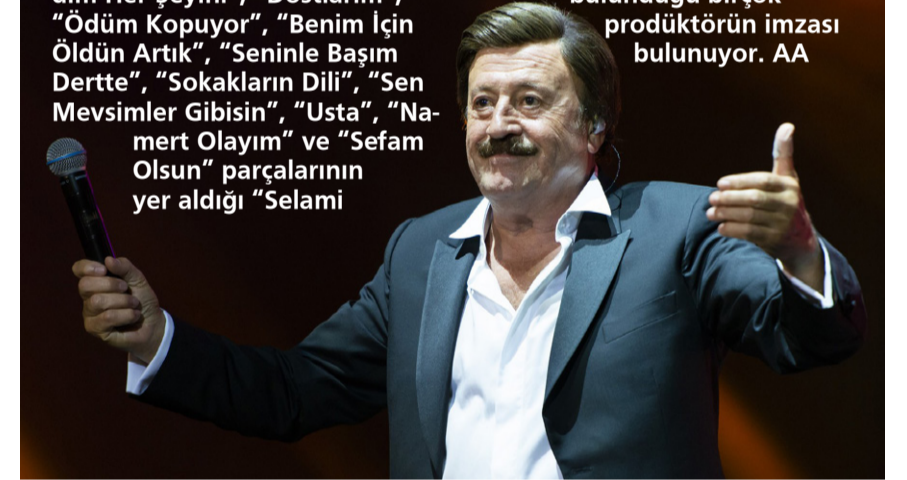 "Ödüm Kopuyor", "Benim İçin
Öldün Artık", "Seninle Başım
Dertte", "Sokakların Dili", "Sen
Mevsimler Gibisin", "Usta", "Na-
mert Olayım" ve "Sefam
Olsun" parçalarının
yer aldığı "Selami
prodüktörün imzası
bulunuyor. AA